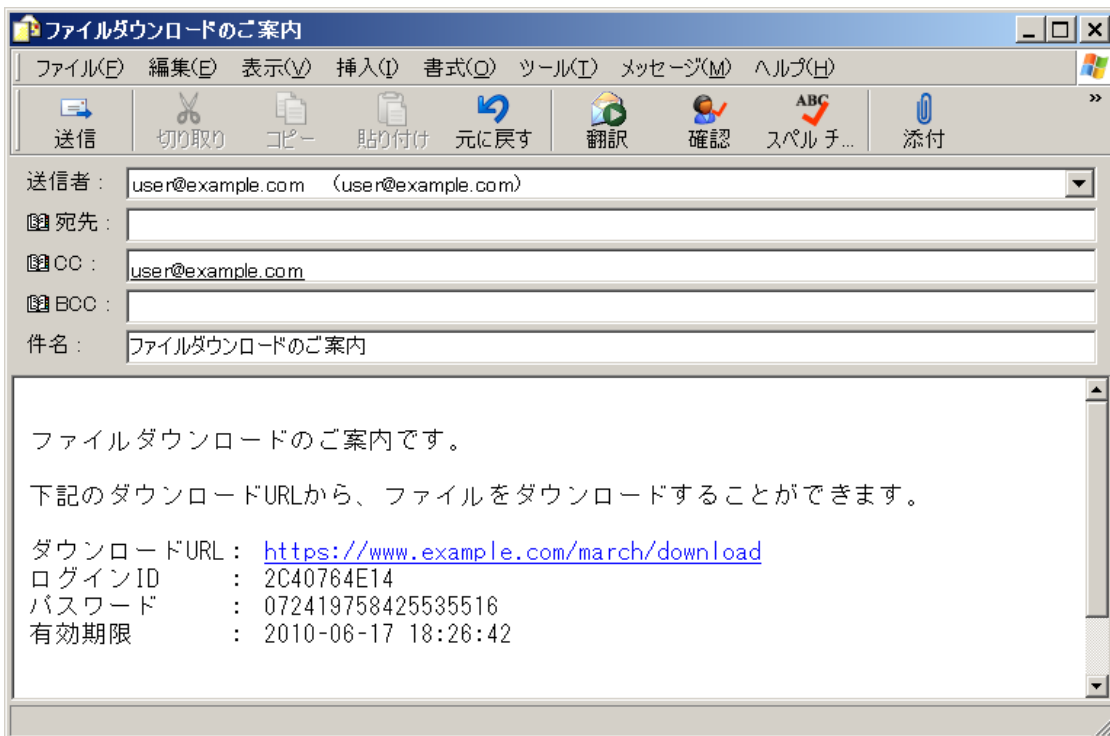 ファイルダウンロードのご案内
ファイル(F) 編集(E) 表示(V) 挿入(I) 書式(O) ツール(T) メッセージ(M) ヘルプ(H)
ABC »
送信 切り取り コピー 貼り付け 元に戻す 翻訳 確認 スペル チ... 添付
送信者： user@example.com （user@example.com）
宛先：
CC： user@example.com
BCC：
件名： ファイルダウンロードのご案内
ファイルダウンロードのご案内です。
下記のダウンロードURLから、ファイルをダウンロードすることができます。
ダウンロードURL： https://www.example.com/march/download
ログインID ： 2C40764E14
パスワード ： 072419758425535516
有効期限 ： 2010-06-17 18:26:42